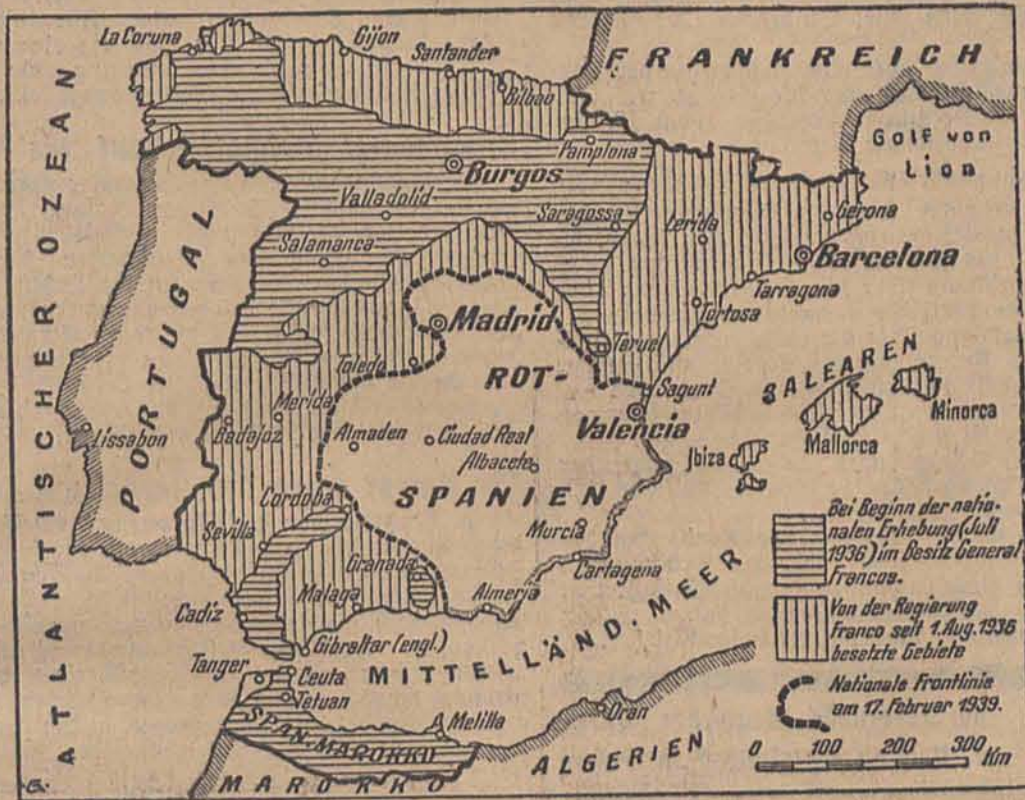 La Coruna
Gijon
Santander
Bilbao
FRANKREICH
Golf von
Lion
Pamplona
Burgos
Valladolid
Saragossa
Lerida
Gerona
Salamanca
Barcelona
Tarragona
Tortosa
ATLANTISCHER OZEAN
PORTUGAL
Madrid
Teruel
Toledo
ROT-
Sagunt
BALEAREN
Minorca
Mallorca
Ibiza
Valencia
Merida
Badajoz
Lissabon
Almaden
Ciudad Real
Albacete
SPANIEN
Cordoba
Sevilla
Murcia
Cartagena
Granada
Malaga
Almeria
Cadiz
Gibraltar (engl.)
MITTELLÄND. MEER
Tanger
Ceuta
Tetuan
Melilla
Oran
SPAN. MAROKKO
MAROKKO
ALGERIEN
Bei Beginn der natio-
nalen Erhebung (Juli
1936) im Besitz General
Francos.
Von der Regierung
Franco seit 1. Aug. 1936
besetzte Gebiete
Nationale Frontlinie
am 17. Februar 1939.
0 100 200 300 Km
·G.